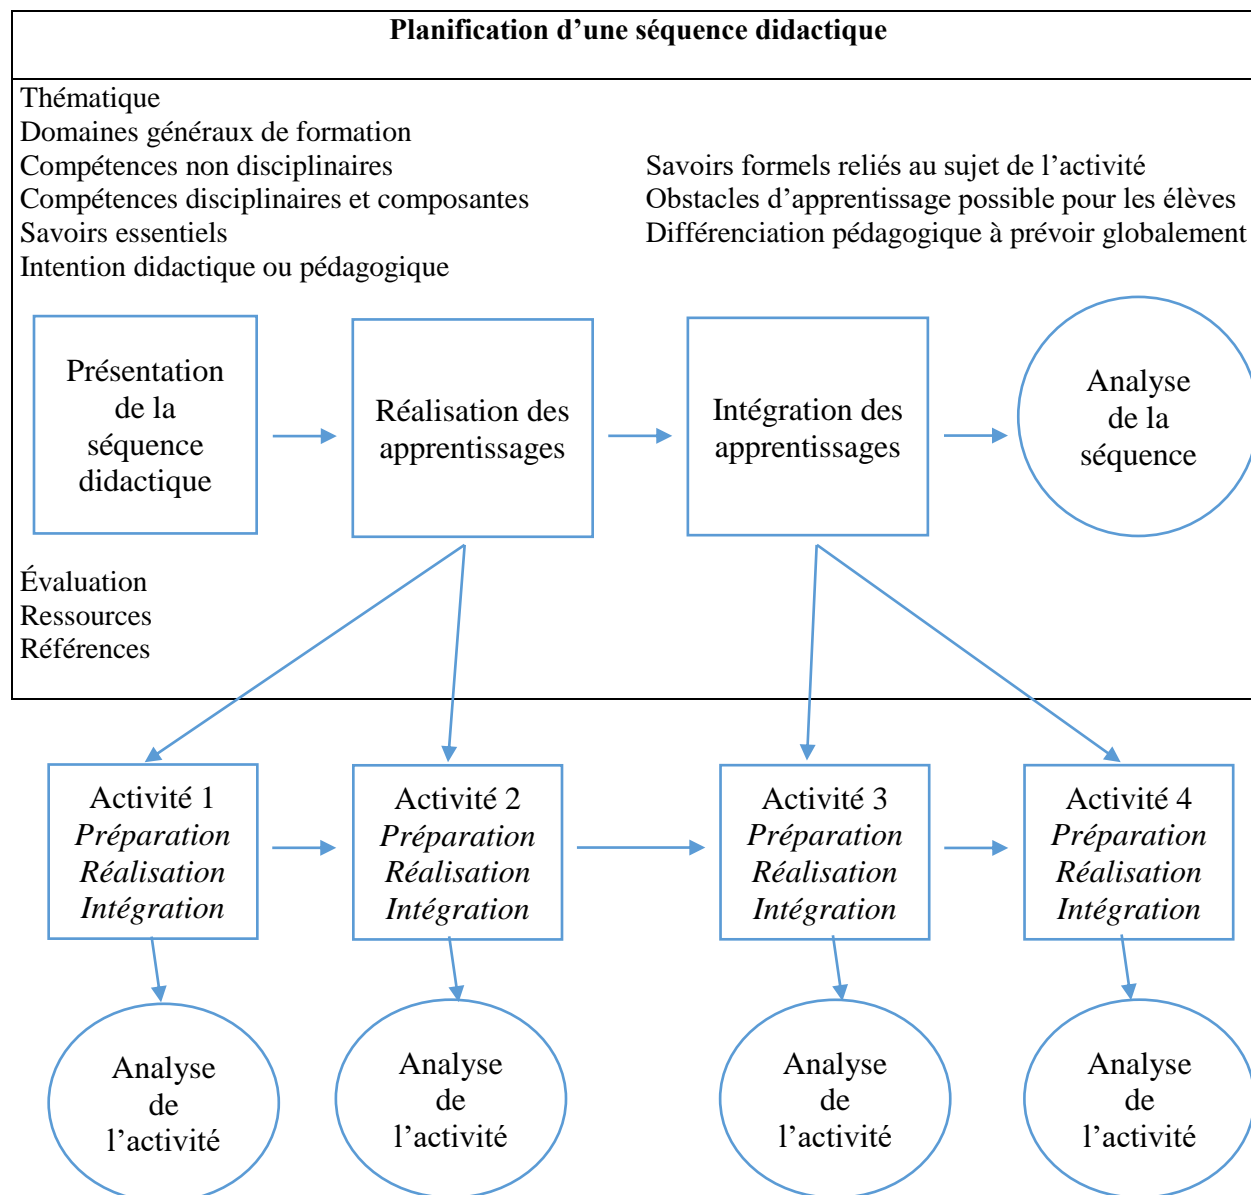 Planification d’une séquence didactique
Thématique
Domaines généraux de formation
Compétences non disciplinaires
Compétences disciplinaires et composantes
Savoirs essentiels
Intention didactique ou pédagogique
Savoirs formels reliés au sujet de l’activité
Obstacles d’apprentissage possible pour les élèves
Différenciation pédagogique à prévoir globalement
Présentation
de la
séquence
didactique
Réalisation des
apprentissages
Intégration des
apprentissages
Analyse
de la
séquence
Évaluation
Ressources
Références
Activité 1
Préparation
Réalisation
Intégration
Activité 2
Préparation
Réalisation
Intégration
Activité 3
Préparation
Réalisation
Intégration
Activité 4
Préparation
Réalisation
Intégration
Analyse
de
l’activité
Analyse
de
l’activité
Analyse
de
l’activité
Analyse
de
l’activité